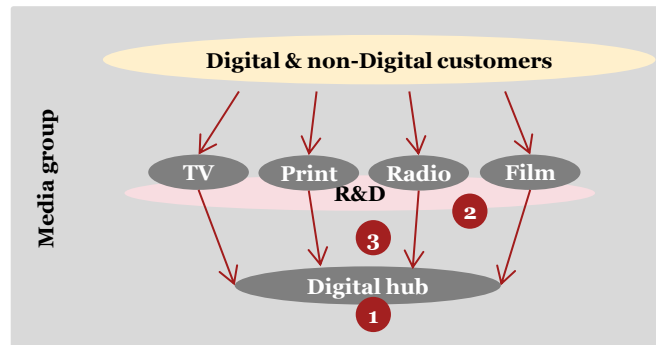 Media group
Digital & non-Digital customers
TV
Print
Radio
Film
R&D
2
3
Digital hub
1